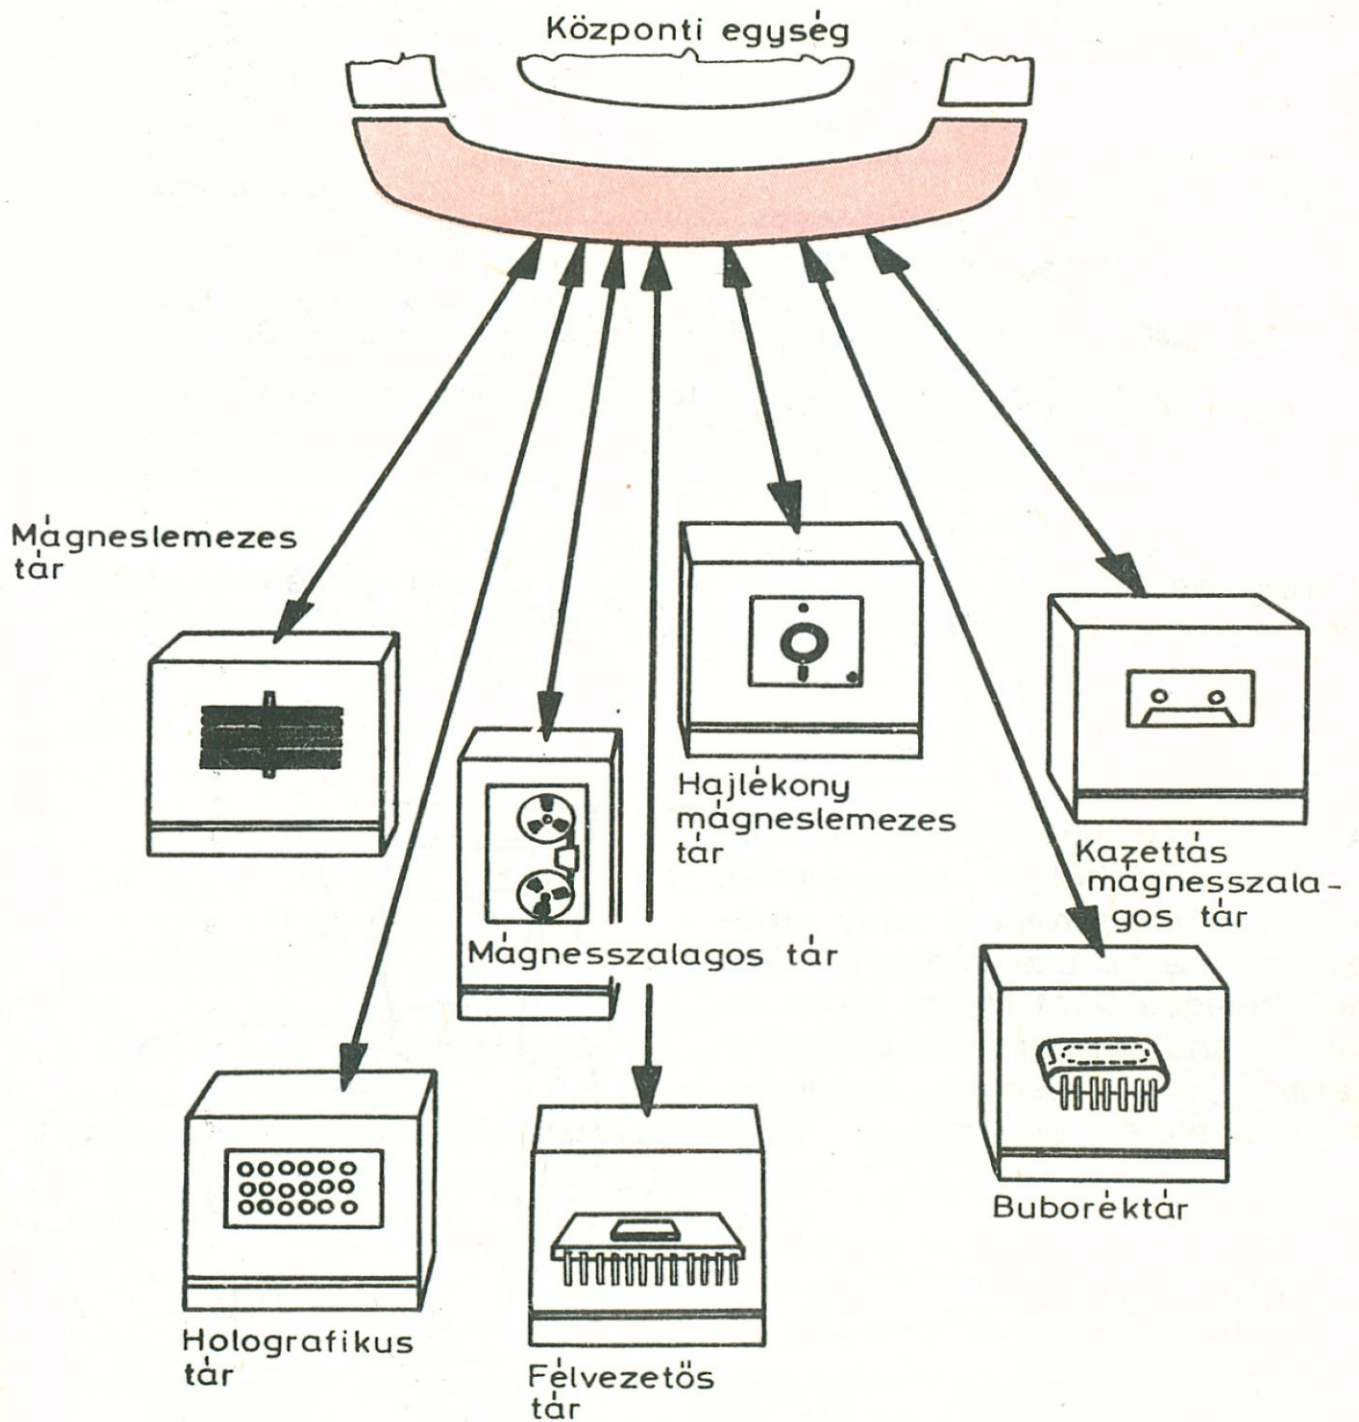 Központi egység
Mágneslemezes
tár
Hajlékony
mágneslemezes
tár
Kazettás
mágnesszala-
gos tár
Mágnesszalagos tár
Buboréktár
Holografikus
tár
Félvezetős
tár